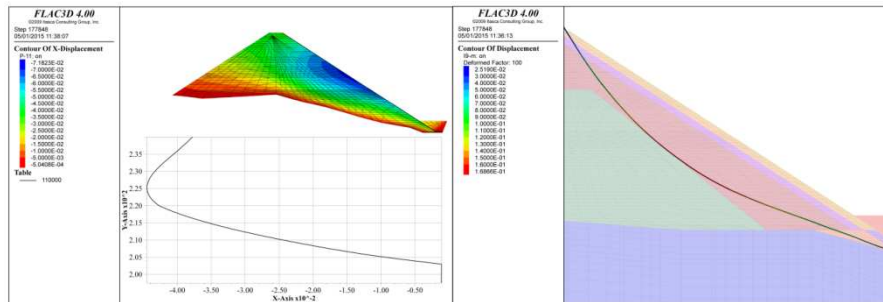 FLAC3D 4.00
©2009 Itasca Consulting Group, Inc.
Step 177848
05/01/2015 11:38:07
Contour Of X-Displacement
P-11: on
-7.1823E-02
-7.0000E-02
-6.5000E-02
-6.0000E-02
-5.5000E-02
-5.0000E-02
-4.5000E-02
-4.0000E-02
-3.5000E-02
-3.0000E-02
-2.5000E-02
-2.0000E-02
-1.5000E-02
-1.0000E-02
-5.0000E-03
-5.0408E-04
Table
110000
2.35
2.30
2.25
2.20
2.15
2.10
2.05
2.00
Y-Axis x10^2
-4.00
-3.50
-3.00
-2.50
-2.00
-1.50
-1.00
-0.50
X-Axis x10^-2
FLAC3D 4.00
©2009 Itasca Consulting Group, Inc.
Step 177848
05/01/2015 11:36:13
Contour Of Displacement
Deformed Factor: 100
2.5190E-02
3.0000E-02
4.0000E-02
5.0000E-02
6.0000E-02
7.0000E-02
8.0000E-02
9.0000E-02
1.0000E-01
1.1000E-01
1.2000E-01
1.3000E-01
1.4000E-01
1.5000E-01
1.6000E-01
1.6866E-01